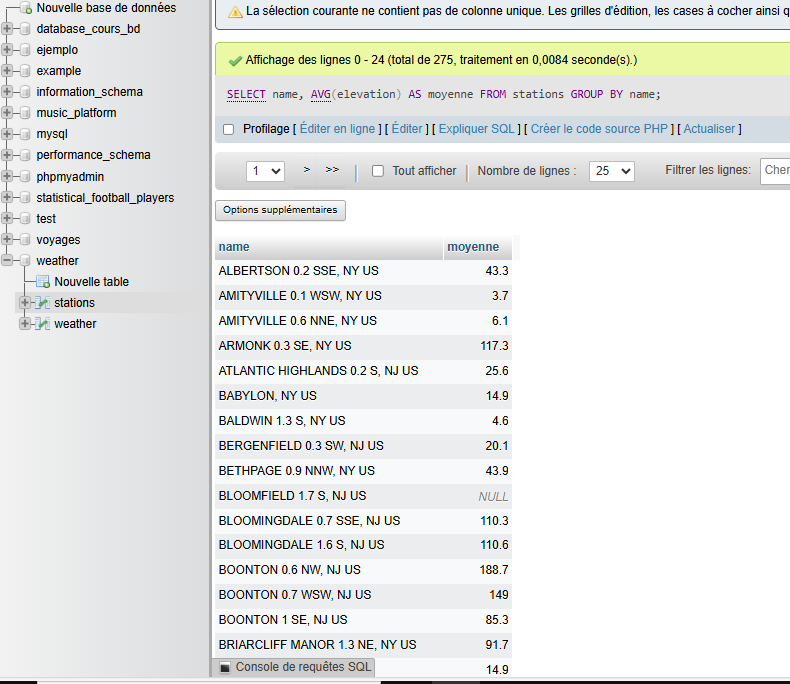 Nouvelle base de données
database_cours_bd
ejemplo
example
information_schema
music_platform
mysql
performance_schema
phpmyadmin
statistical_football_players
test
voyages
weather
Nouvelle table
stations
weather
La sélection courante ne contient pas de colonne unique. Les grilles d'édition, les cases à cocher ainsi q
Affichage des lignes 0 - 24 (total de 275, traitement en 0,0084 seconde(s).)
SELECT name, AVG(elevation) AS moyenne FROM stations GROUP BY name;
Profilage [ Éditer en ligne ] [ Éditer ] [ Expliquer SQL ] [ Créer le code source PHP ] [ Actualiser ]
1 > >> Tout afficher Nombre de lignes : 25 Filtrer les lignes: Cher
Options supplémentaires
name moyenne
ALBERTSON 0.2 SSE, NY US 43.3
AMITYVILLE 0.1 WSW, NY US 3.7
AMITYVILLE 0.6 NNE, NY US 6.1
ARMONK 0.3 SE, NY US 117.3
ATLANTIC HIGHLANDS 0.2 S, NJ US 25.6
BABYLON, NY US 14.9
BALDWIN 1.3 S, NY US 4.6
BERGENFIELD 0.3 SW, NJ US 20.1
BETHPAGE 0.9 NNW, NY US 43.9
BLOOMFIELD 1.7 S, NJ US NULL
BLOOMINGDALE 0.7 SSE, NJ US 110.3
BLOOMINGDALE 1.6 S, NJ US 110.6
BOONTON 0.6 NW, NJ US 188.7
BOONTON 0.7 WSW, NJ US 149
BOONTON 1 SE, NJ US 85.3
BRIARCLIFF MANOR 1.3 NE, NY US 91.7
Console de requêtes SQL 14.9